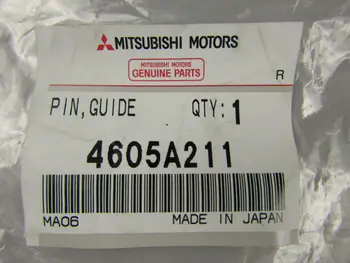 MITSUBISHI MOTORS
MITSUBISHI MOTORS
GENUINE PARTS
R
PIN, GUIDE QTY: 1
4605A211
MA06 MADE IN JAPAN